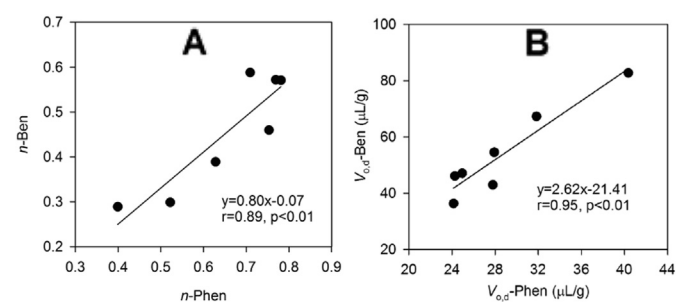 A
0.7
0.6
0.5
0.4
0.3
0.2
n-Ben
y=0.80x-0.07
r=0.89, p<0.01
0.3 0.4 0.5 0.6 0.7 0.8 0.9
n-Phen
B
100
80
60
40
20
Vo,d-Ben (μL/g)
y=2.62x-21.41
r=0.95, p<0.01
20 24 28 32 36 40 44
Vo,d-Phen (μL/g)